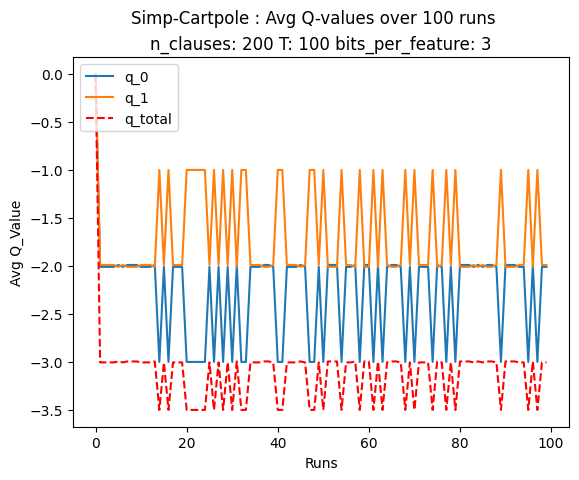 Simp-Cartpole : Avg Q-values over 100 runs
n_clauses: 200 T: 100 bits_per_feature: 3
q_0
q_1
q_total
Avg Q_Value
0.0
−0.5
−1.0
−1.5
−2.0
−2.5
−3.0
−3.5
0
20
40
60
80
100
Runs